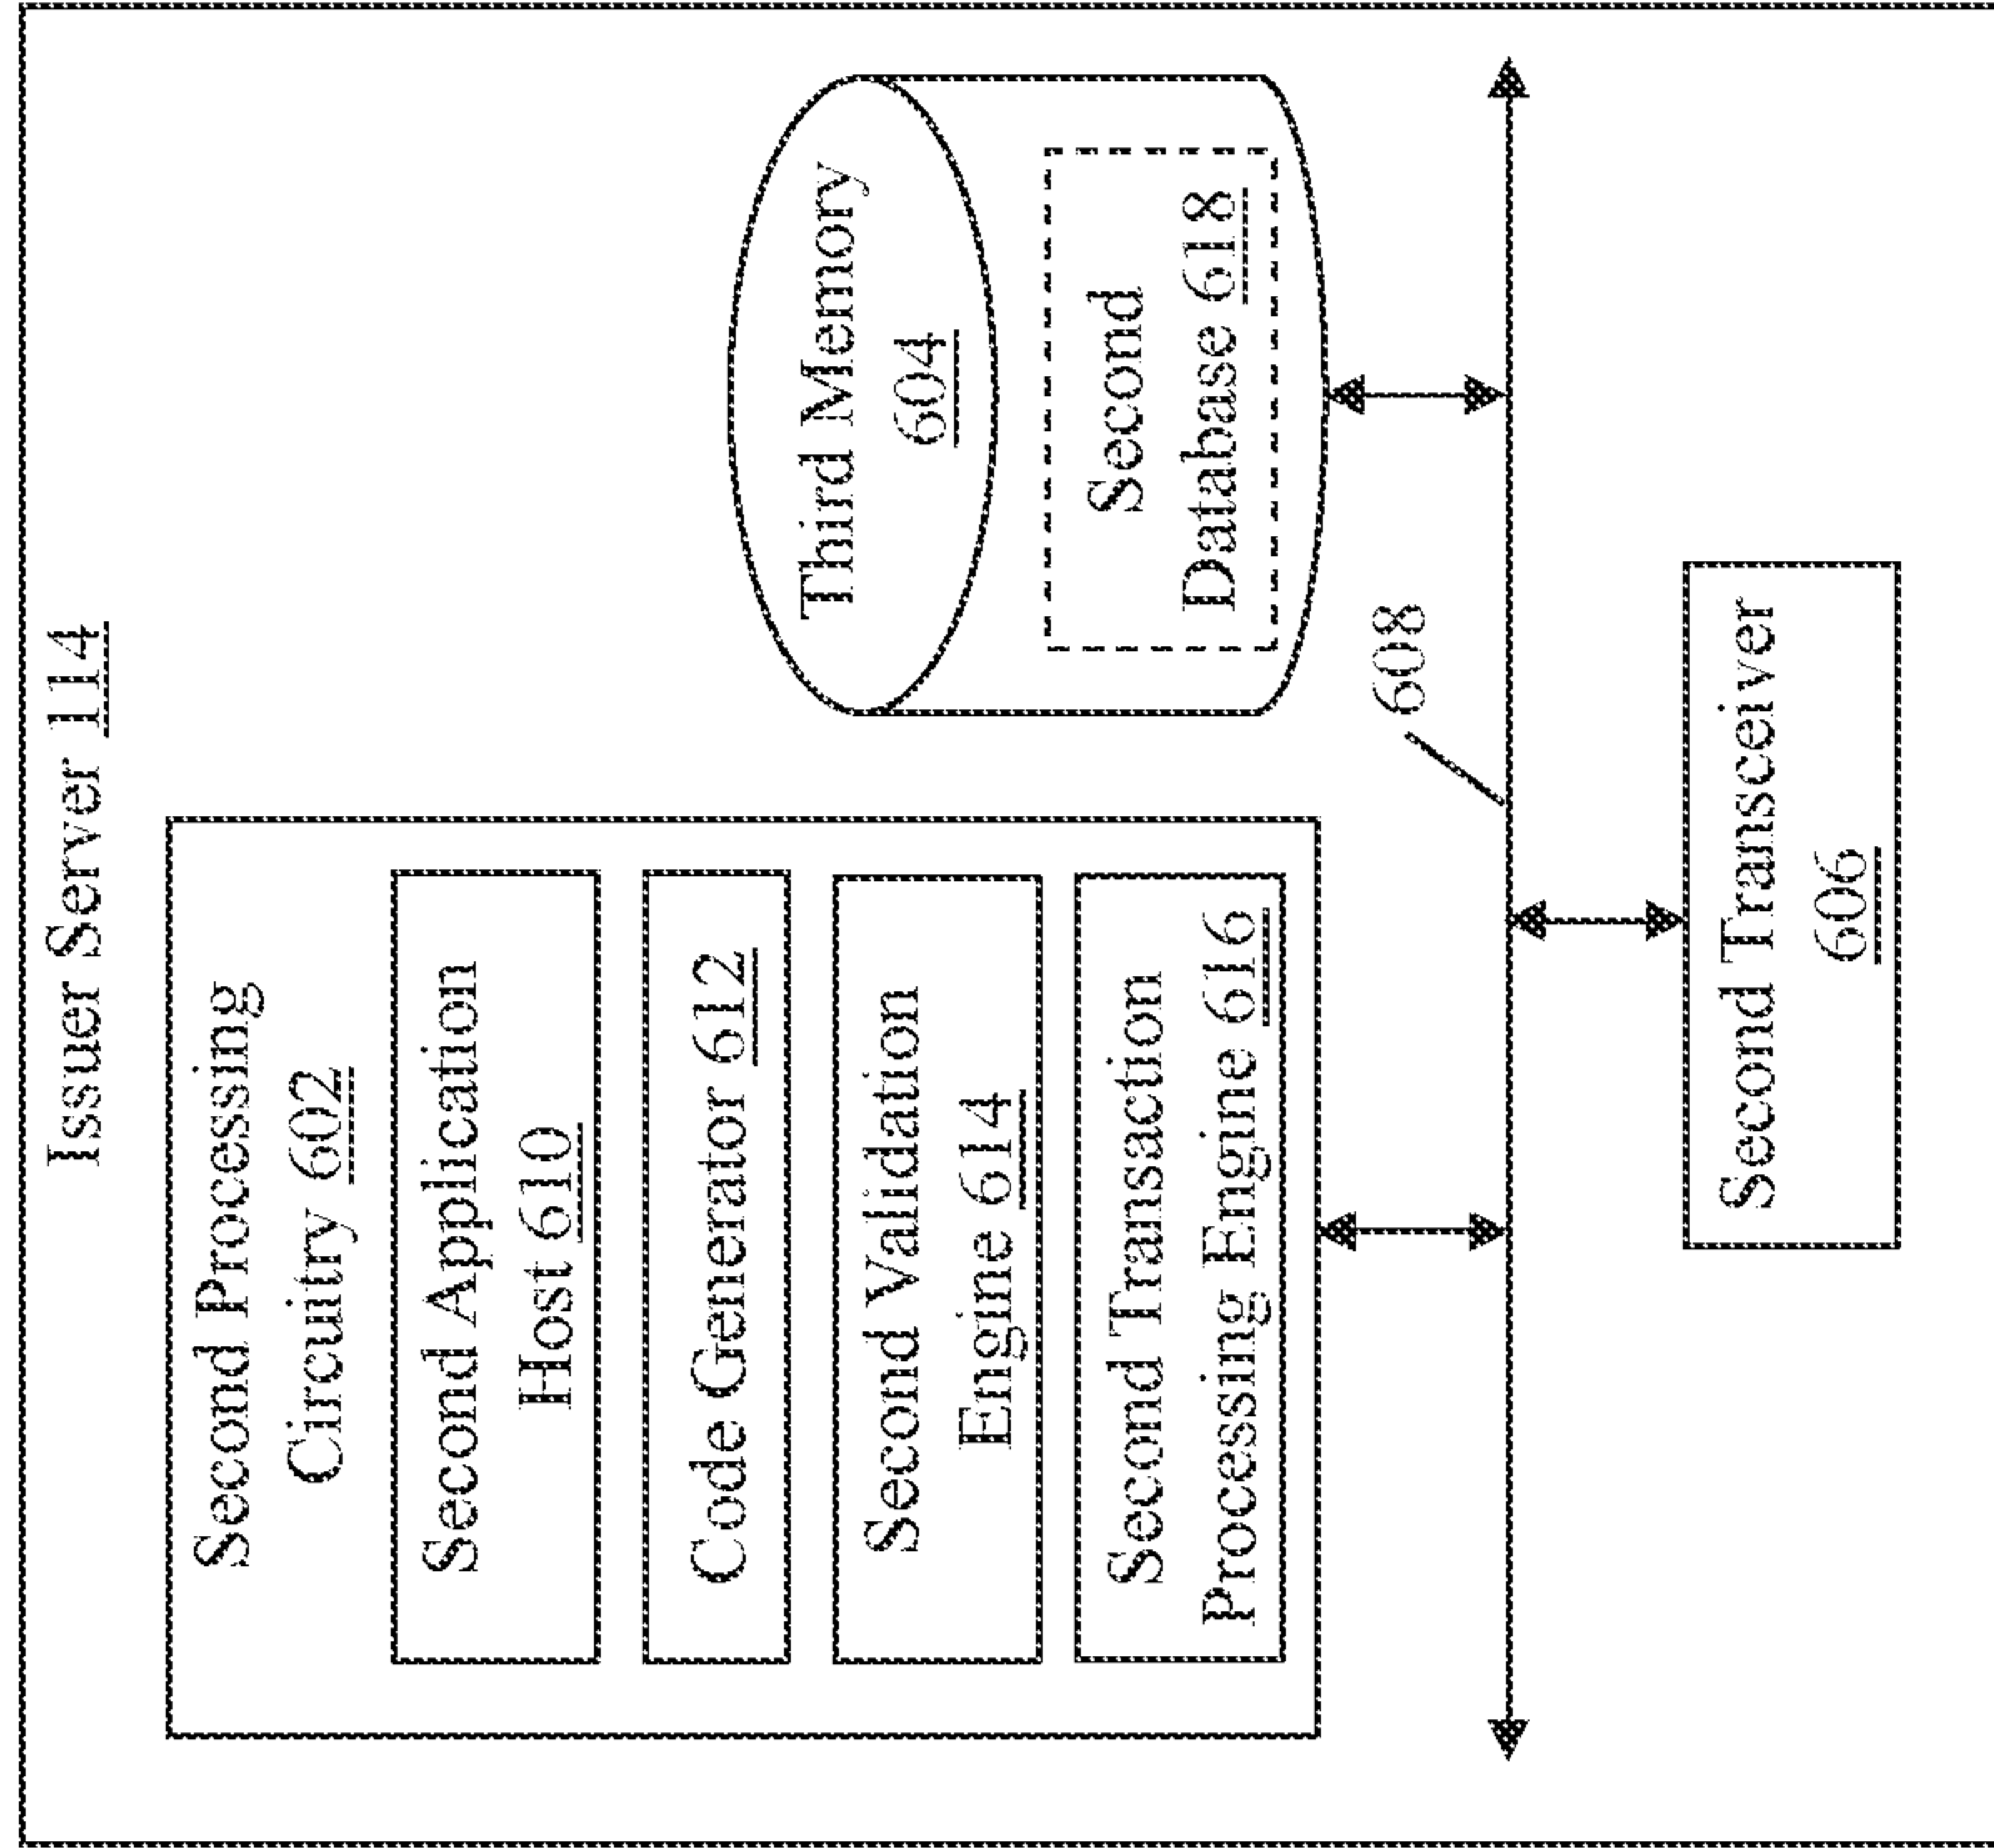 Issuer Server 114
Second Processing
Circuitry 602
Second Application
Host 610
Code Generator 612
Second Validation
Engine 614
Second Transaction
Processing Engine 616
Third Memory
604
Second
Database 618
608
Second Transceiver
606